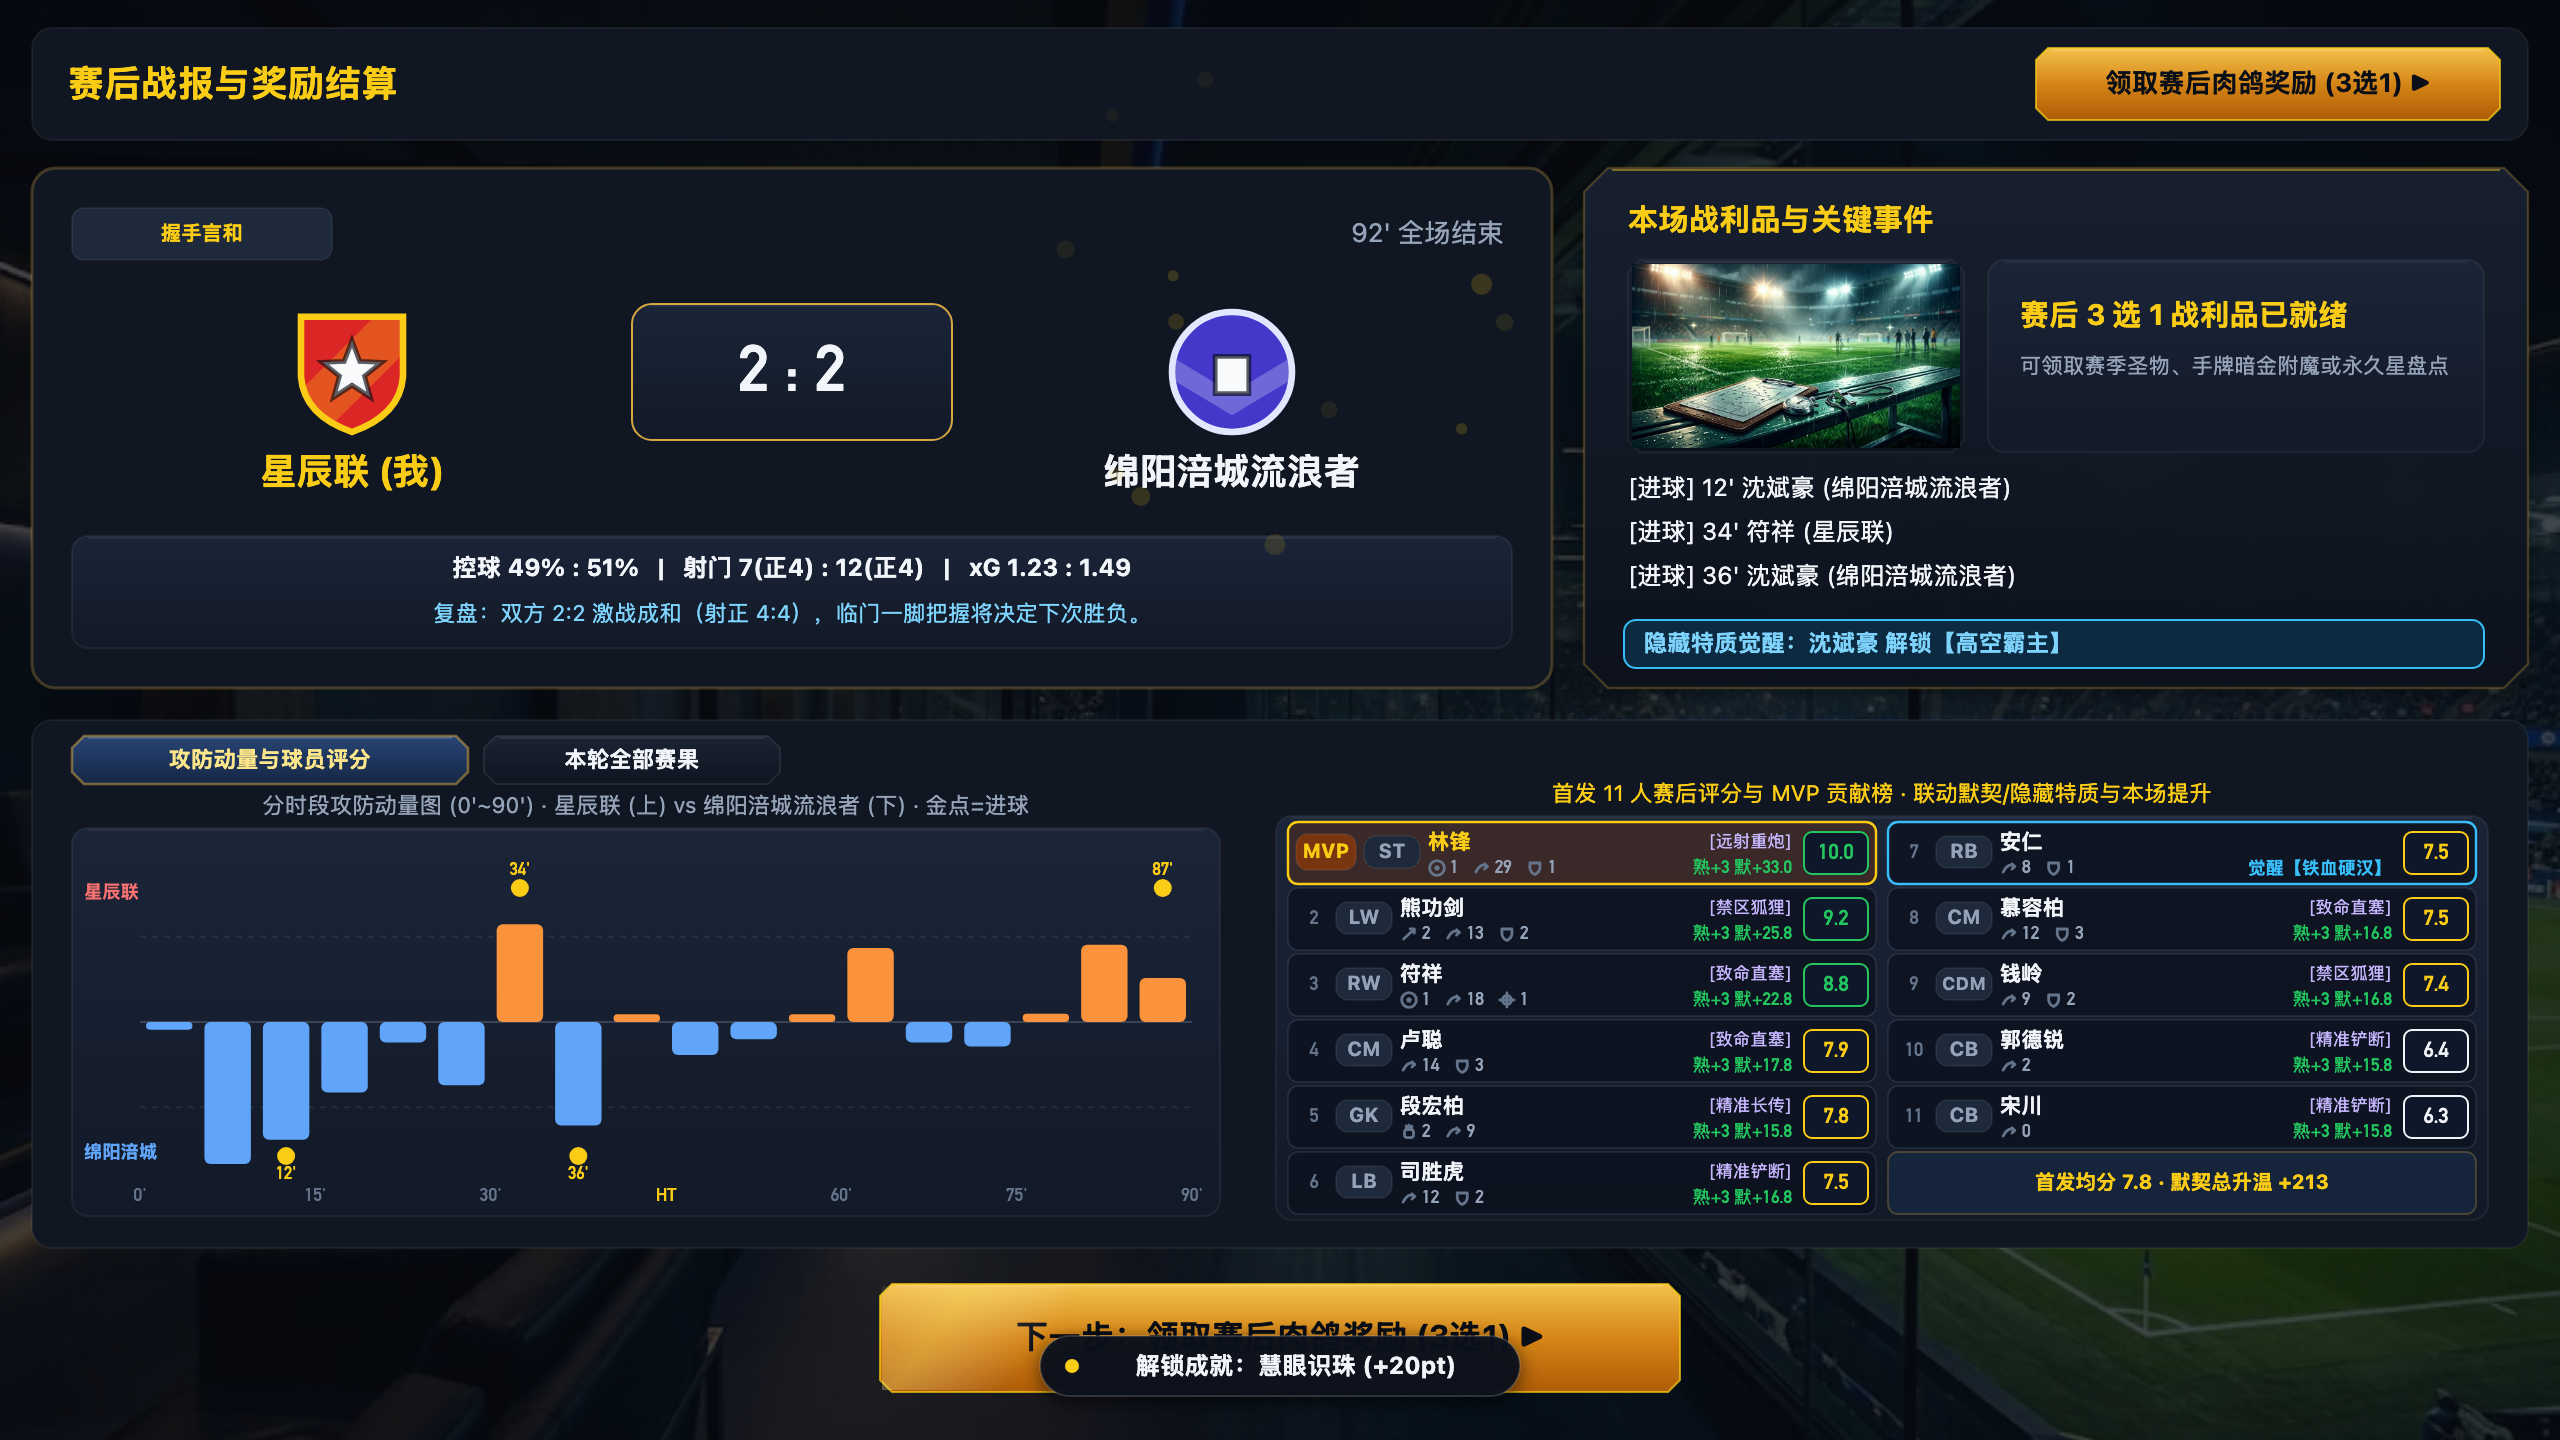 赛后战报与奖励结算
领取赛后肉鸽奖励 (3选1) ▶
握手言和
92' 全场结束
2 : 2
星辰联 (我)
绵阳涪城流浪者
控球 49% : 51% | 射门 7(正4) : 12(正4) | xG 1.23 : 1.49
复盘：双方 2:2 激战成和（射正 4:4），临门一脚把握将决定下次胜负。
本场战利品与关键事件
赛后 3 选 1 战利品已就绪
可领取赛季圣物、手牌暗金附魔或永久星盘点
[进球] 12' 沈斌豪 (绵阳涪城流浪者)
[进球] 34' 符祥 (星辰联)
[进球] 36' 沈斌豪 (绵阳涪城流浪者)
隐藏特质觉醒：沈斌豪 解锁【高空霸主】
攻防动量与球员评分
本轮全部赛果
分时段攻防动量图 (0'~90') · 星辰联 (上) vs 绵阳涪城流浪者 (下) · 金点=进球
34'
87'
星辰联
绵阳涪城
12'
36'
0'
15'
30'
HT
60'
75'
90'
首发 11 人赛后评分与 MVP 贡献榜 · 联动默契/隐藏特质与本场提升
MVP ST 林锋 [远射重炮] 10.0
1 29 1 熟+3 默+33.0
2 LW 熊功剑 [禁区狐狸] 9.2
2 13 2 熟+3 默+25.8
3 RW 符祥 [致命直塞] 8.8
1 18 1 熟+3 默+22.8
4 CM 卢聪 [致命直塞] 7.9
14 3 熟+3 默+17.8
5 GK 段宏柏 [精准长传] 7.8
2 9 熟+3 默+15.8
6 LB 司胜虎 [精准铲断] 7.5
12 2 熟+3 默+16.8
7 RB 安仁 7.5
8 1 觉醒【铁血硬汉】
8 CM 慕容柏 [致命直塞] 7.5
12 3 熟+3 默+16.8
9 CDM 钱岭 [禁区狐狸] 7.4
9 2 熟+3 默+16.8
10 CB 郭德锐 [精准铲断] 6.4
2 熟+3 默+15.8
11 CB 宋川 [精准铲断] 6.3
0 熟+3 默+15.8
首发均分 7.8 · 默契总升温 +213
下一步：领取赛后肉鸽奖励 (3选1) ▶
解锁成就：慧眼识珠 (+20pt)